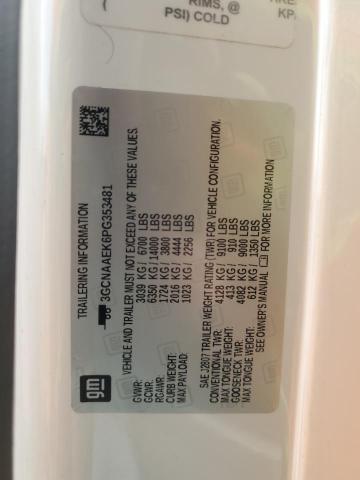 RIMS, @
PSI) COLD
KP
TRAILERING INFORMATION
3GCNAAEK6PG353481
VEHICLE AND TRAILER MUST NOT EXCEED ANY OF THESE VALUES
GVWR: 3039 KG/ 6700 LBS
GCWR: 6350 KG/ 14000 LBS
RGAWR: 1724 KG/ 3800 LBS
CURB WEIGHT: 2016 KG/ 4444 LBS
MAX PAYLOAD: 1023 KG/ 2256 LBS
SAE J2807 TRAILER WEIGHT RATING (TWR) FOR VEHICLE CONFIGURATION.
CONVENTIONAL TWR: 4128 KG/ 9100 LBS
MAX TONGUE WEIGHT: 413 KG/ 910 LBS
GOOSENECK TWR: 4082 KG/ 9000 LBS
MAX TONGUE WEIGHT: 612 KG/ 1350 LBS
SEE OWNER'S MANUAL FOR MORE INFORMATION
gm